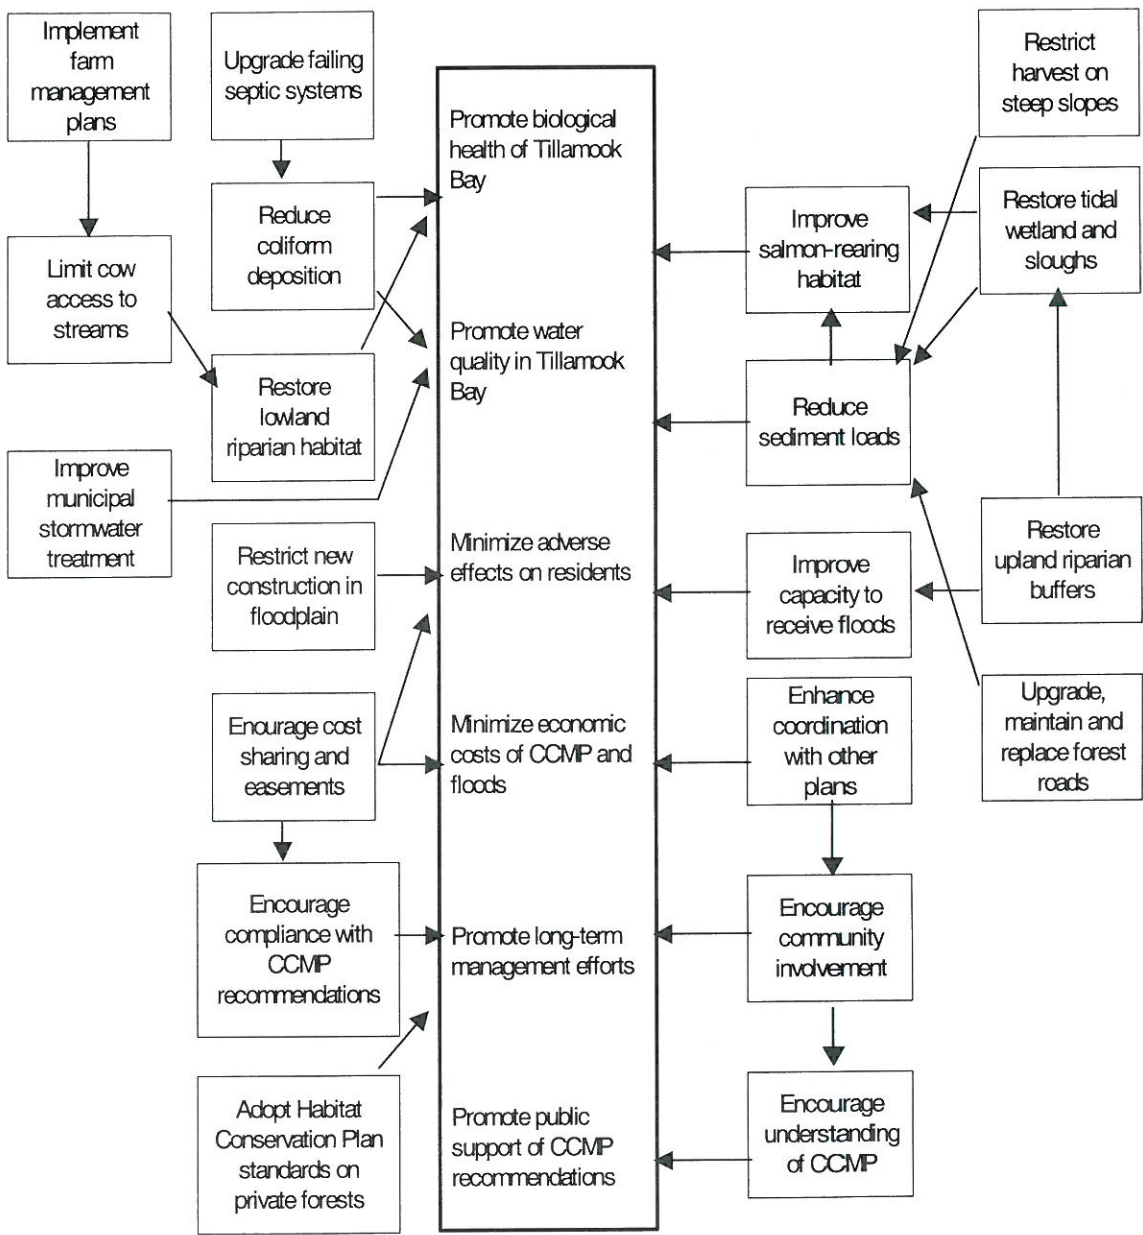 Implement
farm
management
plans
Upgrade failing
septic systems
Limit cow
access to
streams
Reduce
coliform
deposition
Restore
lowland
riparian habitat
Improve
municipal
stormwater
treatment
Restrict new
construction in
floodplain
Enourage cost
sharing and
easements
Encourage
compliance with
CCMP
recommendations
Adopt Habitat
Conservation Plan
standards on
private forests
Promote biological
health of Tillamook
Bay
Promote water
quality in Tillamook
Bay
Minimize adverse
effects on residents
Minimize economic
costs of CCMP and
floods
Promote long-term
management efforts
Promote public
support of CCMP
recommendations
Improve
salmon-rearing
habitat
Reduce
sediment loads
Improve
capacity to
receive floods
Enhance
coordination
with other
plans
Encourage
community
involvement
Encourage
understanding
of CCMP
Restrict
harvest on
steep slopes
Restore tidal
wetland and
sloughs
Restore
upland riparian
buffers
Upgrade,
maintain and
replace forest
roads